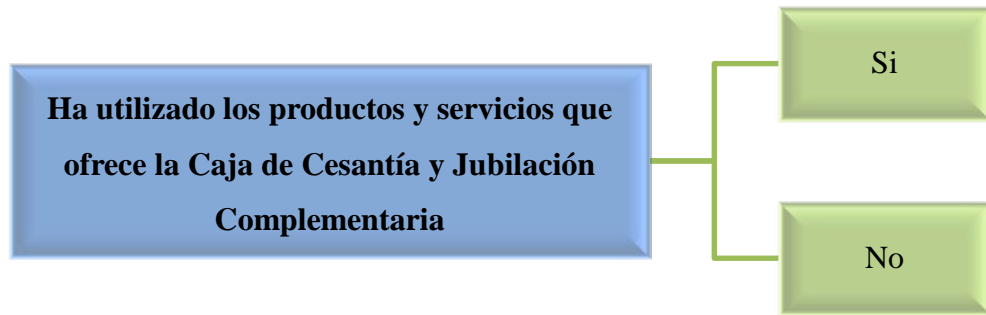 Ha utilizado los productos y servicios que
ofrece la Caja de Cesantía y Jubilación
Complementaria
Si
No